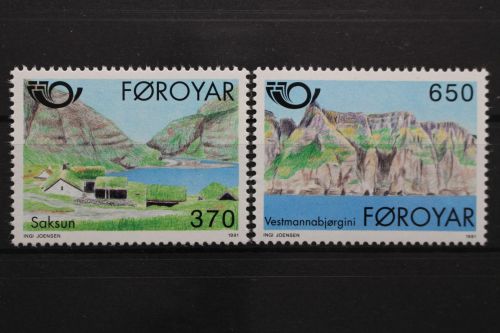 FØROYAR
Saksun
370
INGI JOENSEN
1991
650
Vestmannabjørgini
FØROYAR
INGI JOENSEN
1991